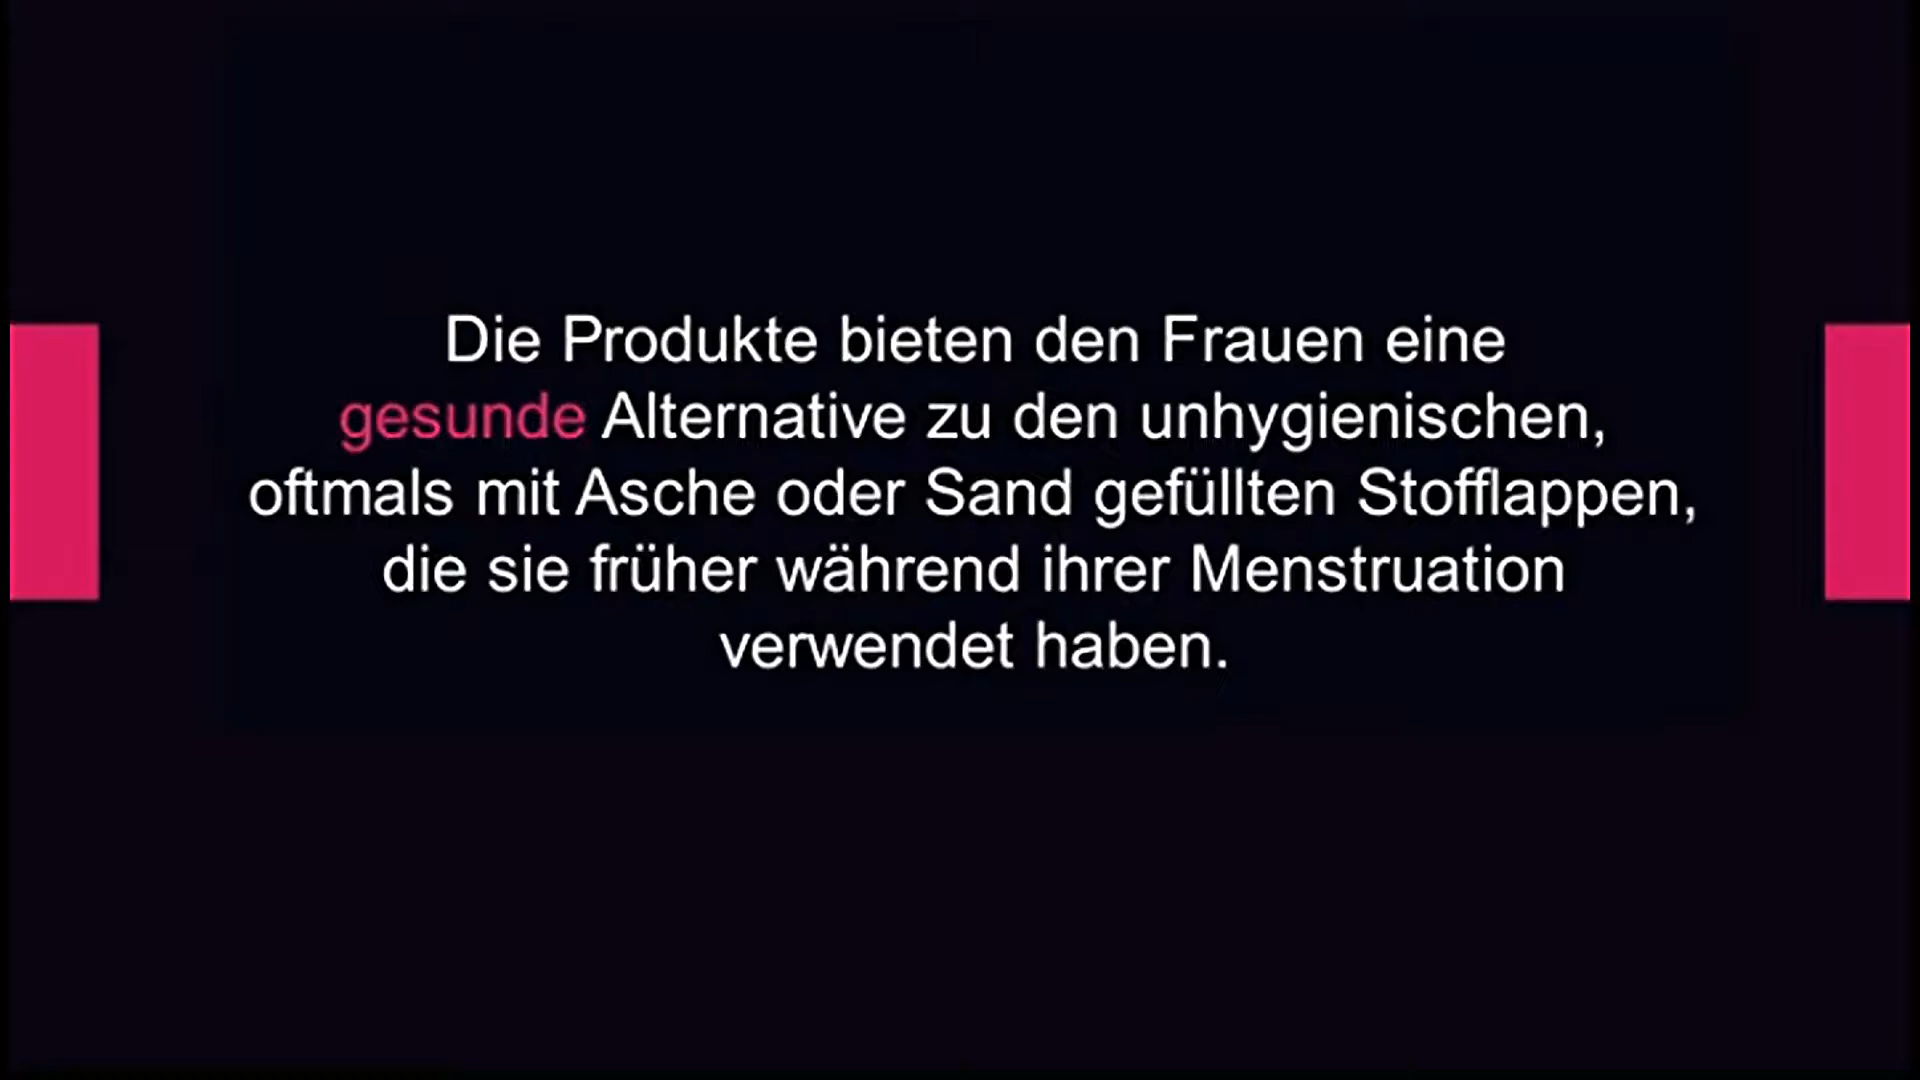 Die Produkte bieten den Frauen eine
gesunde Alternative zu den unhygienischen,
oftmals mit Asche oder Sand gefüllten Stofflappen,
die sie früher während ihrer Menstruation
verwendet haben.